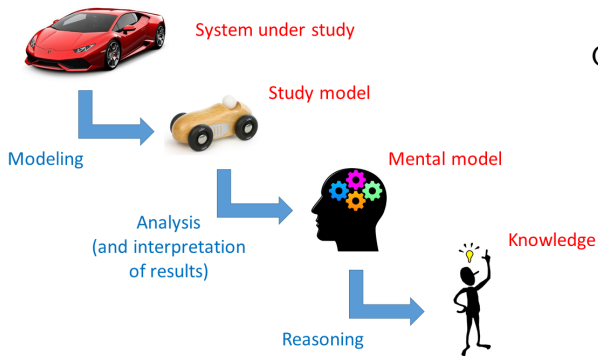 System under study
Study model
Modeling
Mental model
Analysis
(and interpretation
of results)
Knowledge
Reasoning